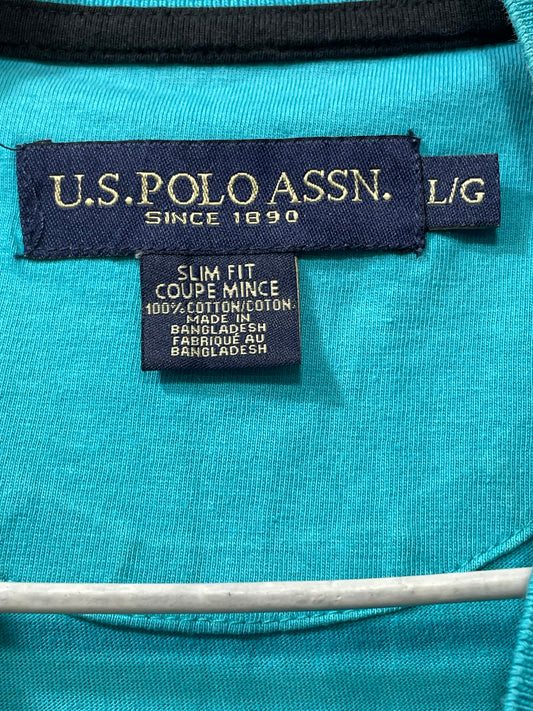 U.S. POLO ASSN.
SINCE 1890
L/G
SLIM FIT
COUPE MINCE
100% COTTON/COTON
MADE IN
BANGLADESH
FABRIQUÉ AU
BANGLADESH